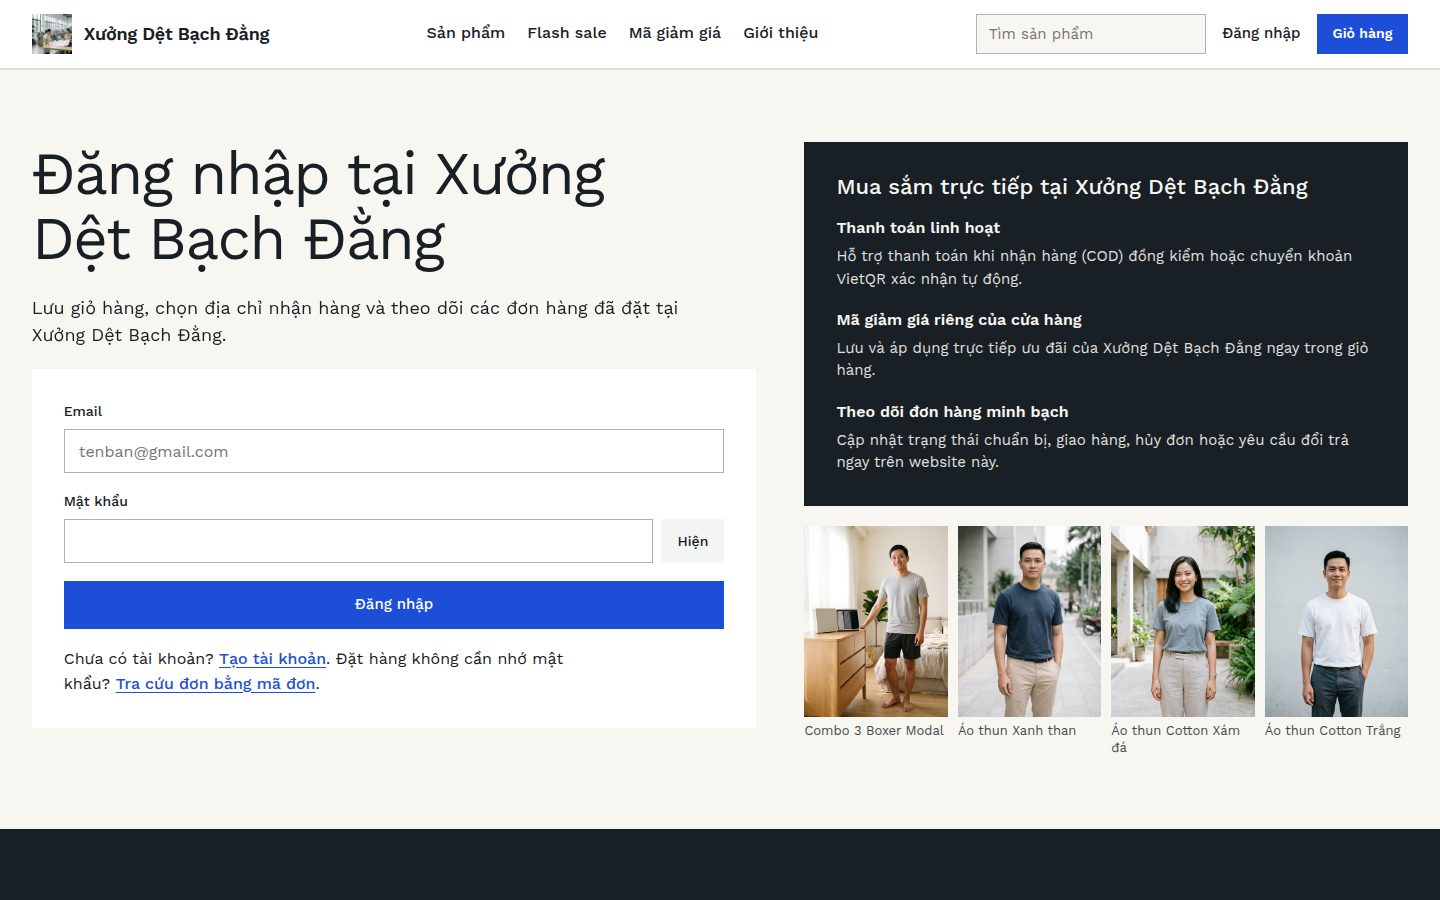 Xưởng Dệt Bạch Đằng
Sản phẩm
Flash sale
Mã giảm giá
Giới thiệu
Tìm sản phẩm
Đăng nhập
Giỏ hàng
Đăng nhập tại Xưởng
Dệt Bạch Đằng
Lưu giỏ hàng, chọn địa chỉ nhận hàng và theo dõi các đơn hàng đã đặt tại
Xưởng Dệt Bạch Đằng.
Email
tenban@gmail.com
Mật khẩu
Hiện
Đăng nhập
Chưa có tài khoản? Tạo tài khoản. Đặt hàng không cần nhớ mật
khẩu? Tra cứu đơn bằng mã đơn.
Mua sắm trực tiếp tại Xưởng Dệt Bạch Đằng
Thanh toán linh hoạt
Hỗ trợ thanh toán khi nhận hàng (COD) đồng kiểm hoặc chuyển khoản
VietQR xác nhận tự động.
Mã giảm giá riêng của cửa hàng
Lưu và áp dụng trực tiếp ưu đãi của Xưởng Dệt Bạch Đằng ngay trong giỏ
hàng.
Theo dõi đơn hàng minh bạch
Cập nhật trạng thái chuẩn bị, giao hàng, hủy đơn hoặc yêu cầu đổi trả
ngay trên website này.
Combo 3 Boxer Modal
Áo thun Xanh than
Áo thun Cotton Xám
đá
Áo thun Cotton Trắng